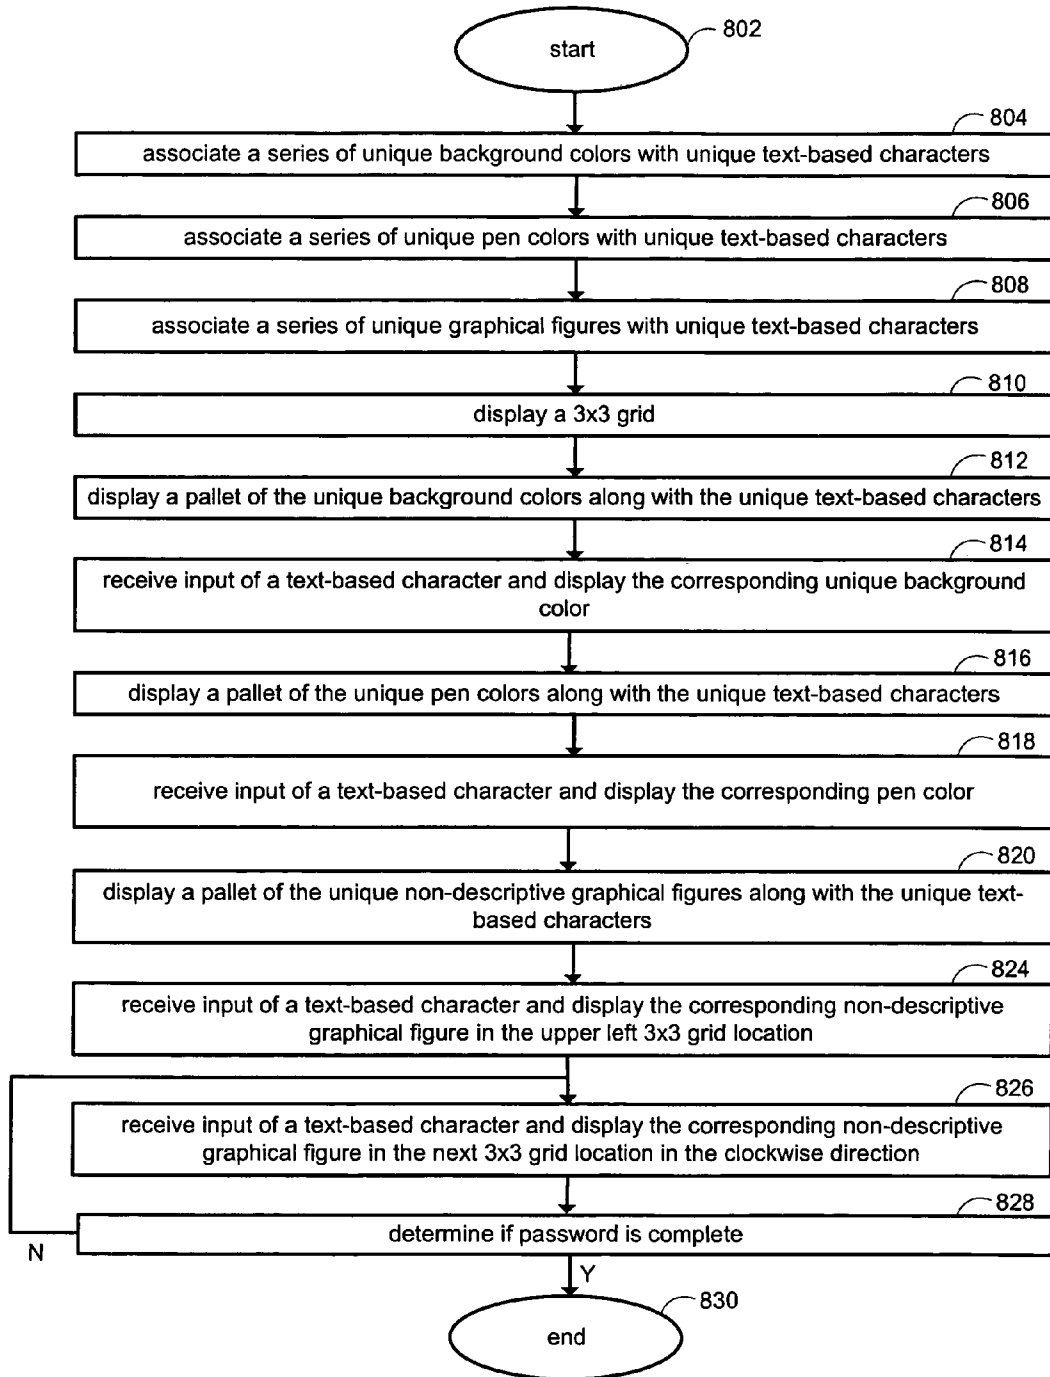 start
802
804
associate a series of unique background colors with unique text-based characters
806
associate a series of unique pen colors with unique text-based characters
808
associate a series of unique graphical figures with unique text-based characters
810
display a 3x3 grid
812
display a pallet of the unique background colors along with the unique text-based characters
814
receive input of a text-based character and display the corresponding unique background
color
816
display a pallet of the unique pen colors along with the unique text-based characters
818
receive input of a text-based character and display the corresponding pen color
820
display a pallet of the unique non-descriptive graphical figures along with the unique text-
based characters
824
receive input of a text-based character and display the corresponding non-descriptive
graphical figure in the upper left 3x3 grid location
826
receive input of a text-based character and display the corresponding non-descriptive
graphical figure in the next 3x3 grid location in the clockwise direction
828
determine if password is complete
N
Y
830
end